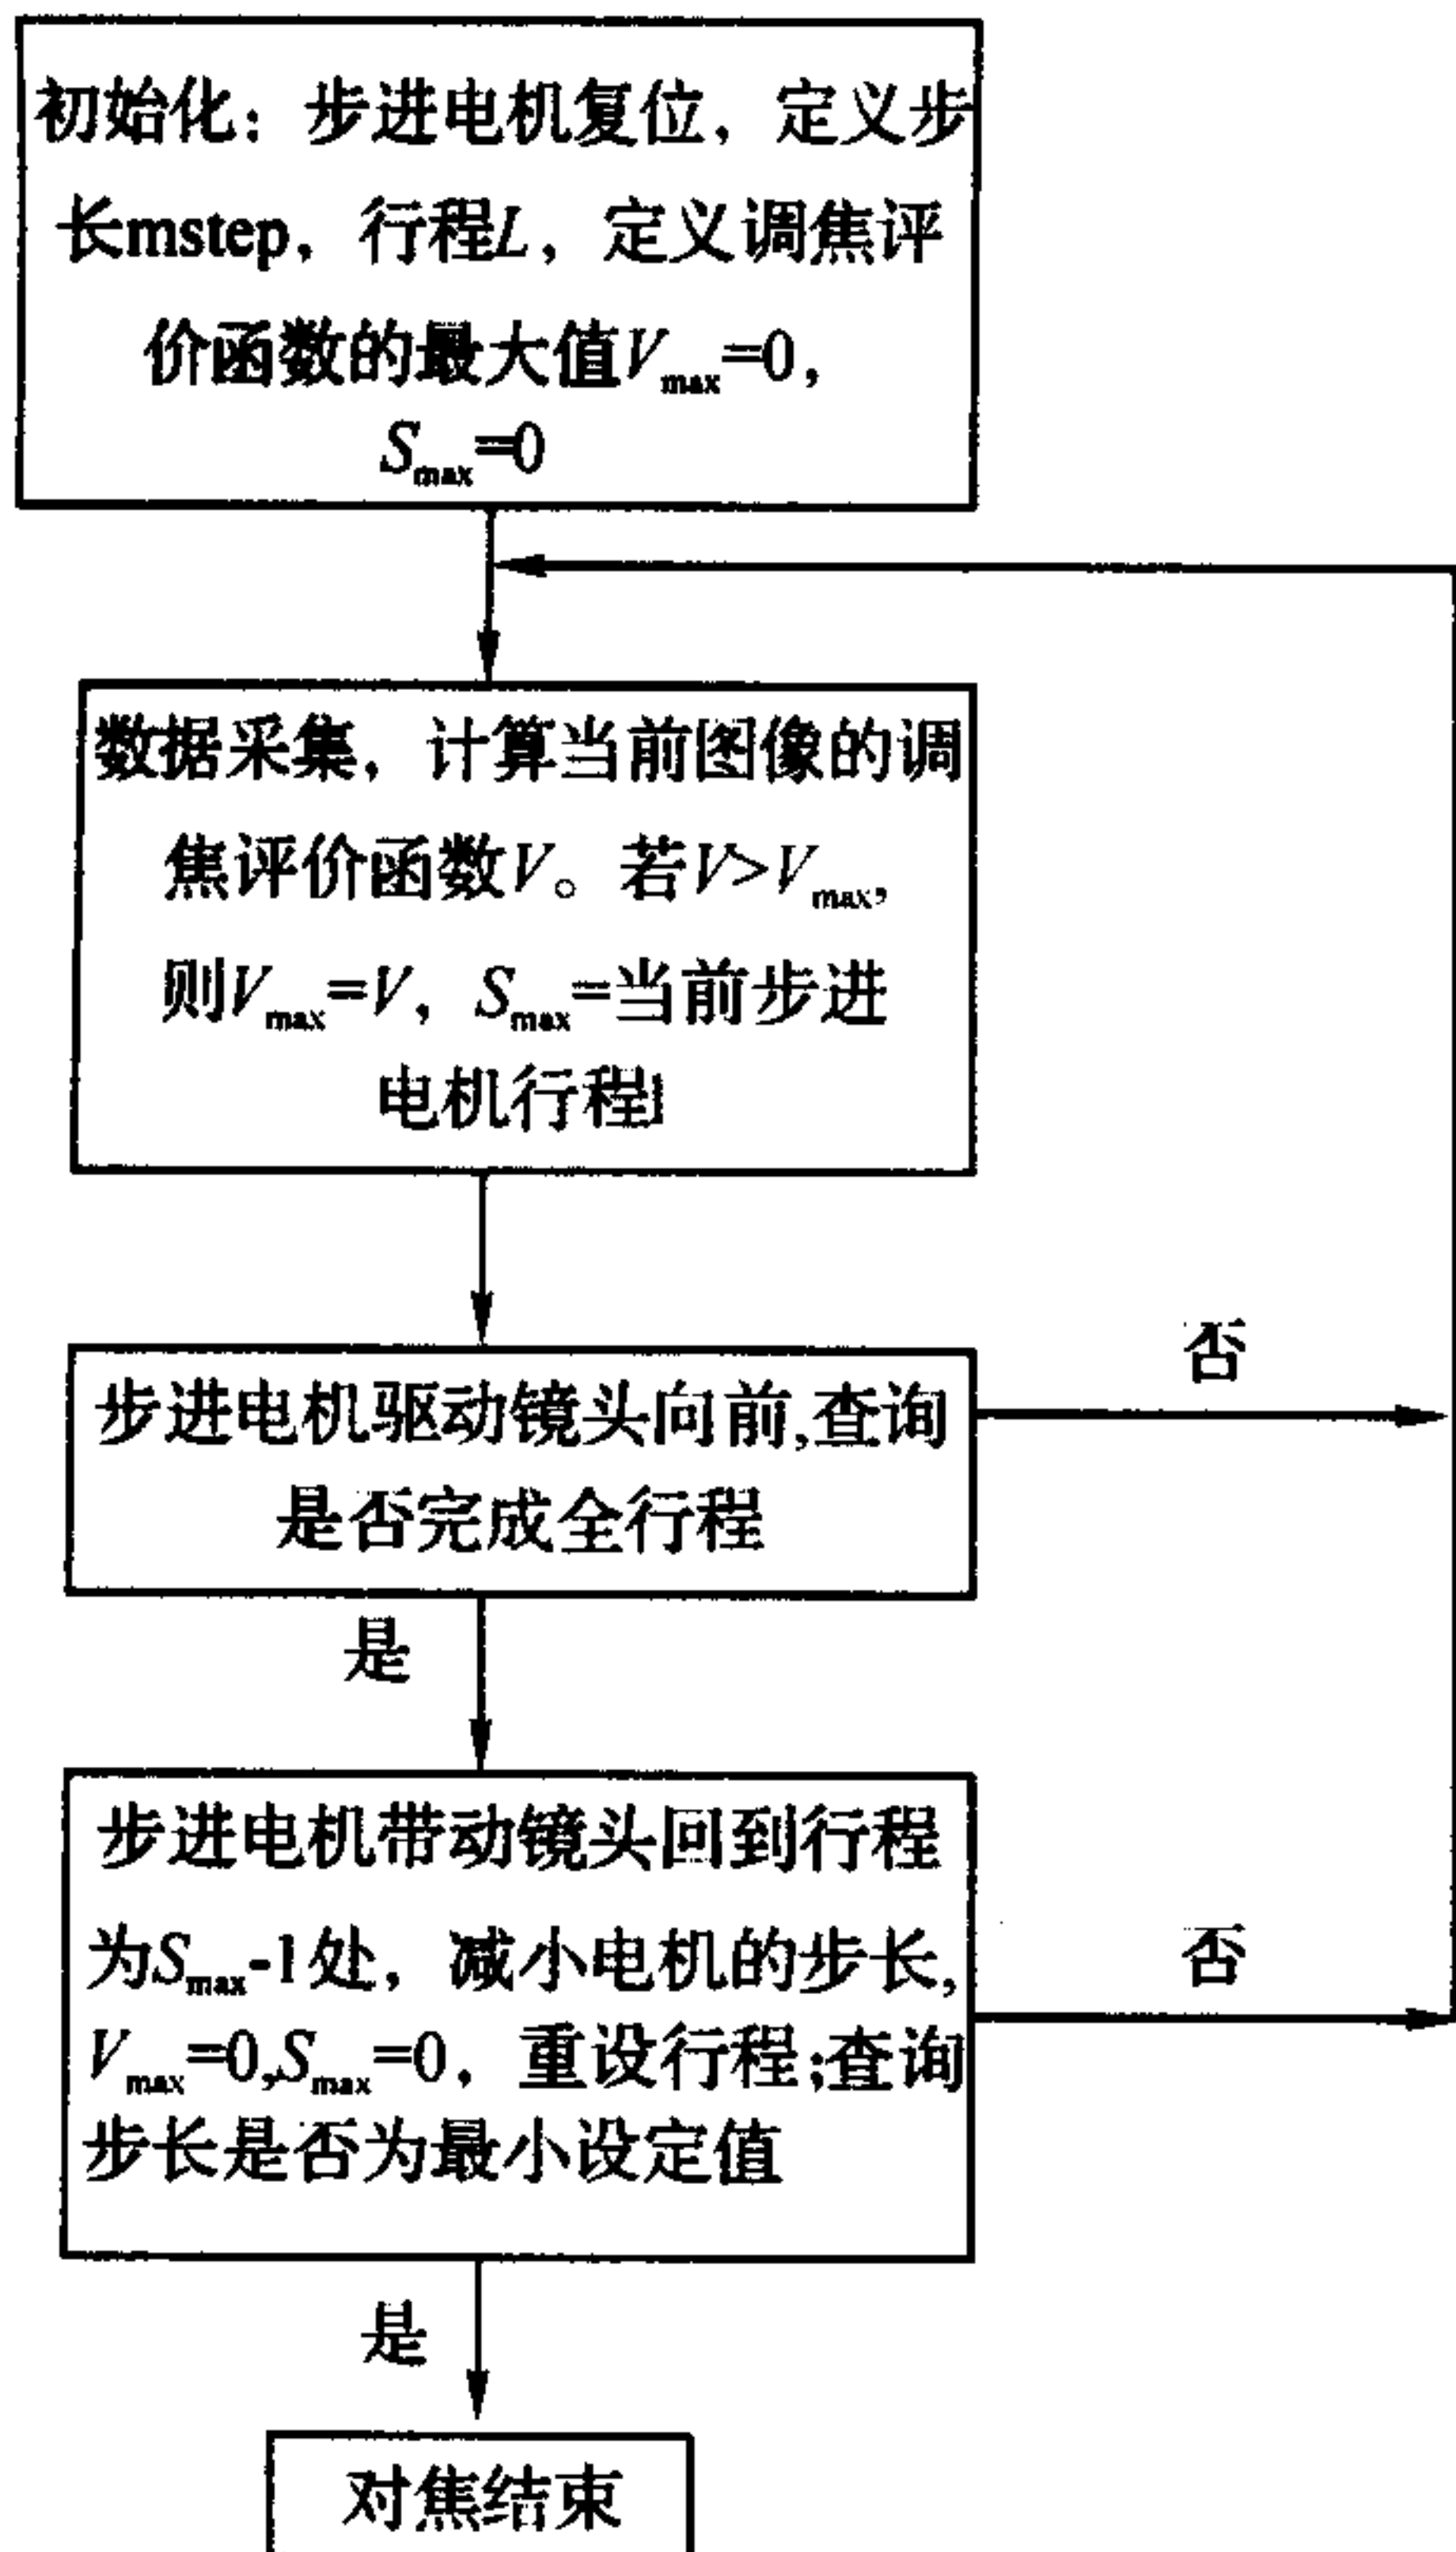 初始化：步进电机复位，定义步
长mstep，行程L，定义调焦评
价函数的最大值Vmax=0，
Smax=0
数据采集，计算当前图像的调
焦评价函数V。若V>Vmax,
则Vmax=V，Smax=当前步进
电机行程l
步进电机驱动镜头向前,查询
是否完成全行程
否
是
步进电机带动镜头回到行程
为Smax-1处，减小电机的步长,
Vmax=0,Smax=0，重设行程;查询
步长是否为最小设定值
否
是
对焦结束